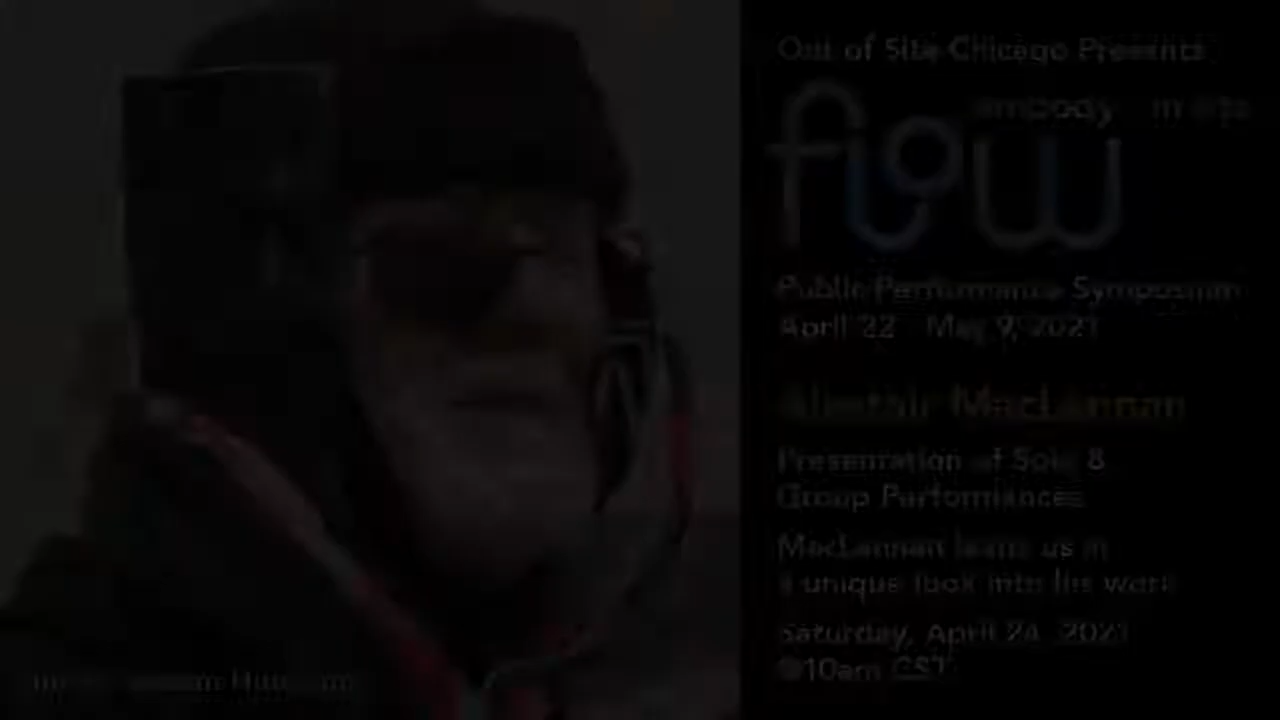 Out of Site Chicago Presents
embody
flow
Public Performance Symposium
April 22 - May 9, 2021
Alastair MacLennan
Presentation of Solo &
Group Performances
MacLennan leads us in
a unique look into his work
Saturday, April 24, 2021
@10am CST